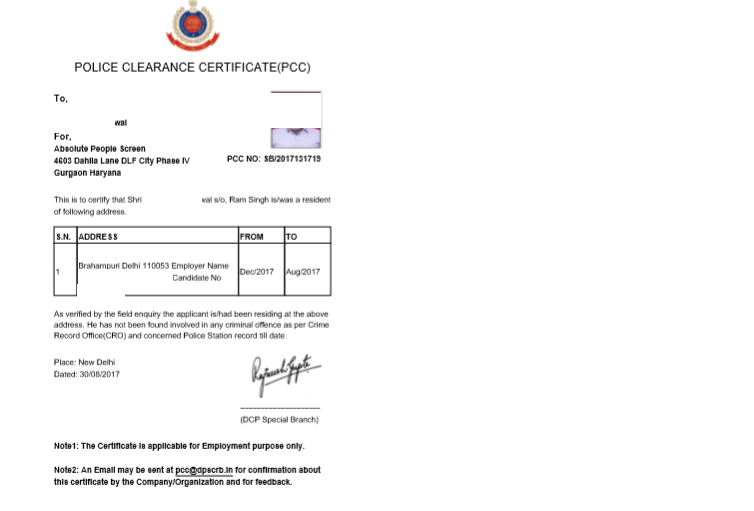 POLICE CLEARANCE CERTIFICATE(PCC)
To,
wal
For,
Absolute People Screen
4603 Dahlia Lane DLF City Phase IV
Gurgaon Haryana
PCC NO: SB/2017131719
This is to certify that Shri wal s/o, Ram Singh is/was a resident
of following address.
S.N. ADDRESS FROM TO
1 Brahampuri Delhi 110053 Employer Name Dec/2017 Aug/2017
Candidate No
As verified by the field enquiry the applicant is/had been residing at the above
address. He has not been found involved in any criminal offence as per Crime
Record Office(CRO) and concerned Police Station record till date.
Place: New Delhi
Dated: 30/08/2017
(DCP Special Branch)
Note1: The Certificate is applicable for Employment purpose only.
Note2: An Email may be sent at pcc@dpscrb.in for confirmation about
this certificate by the Company/Organization and for feedback.